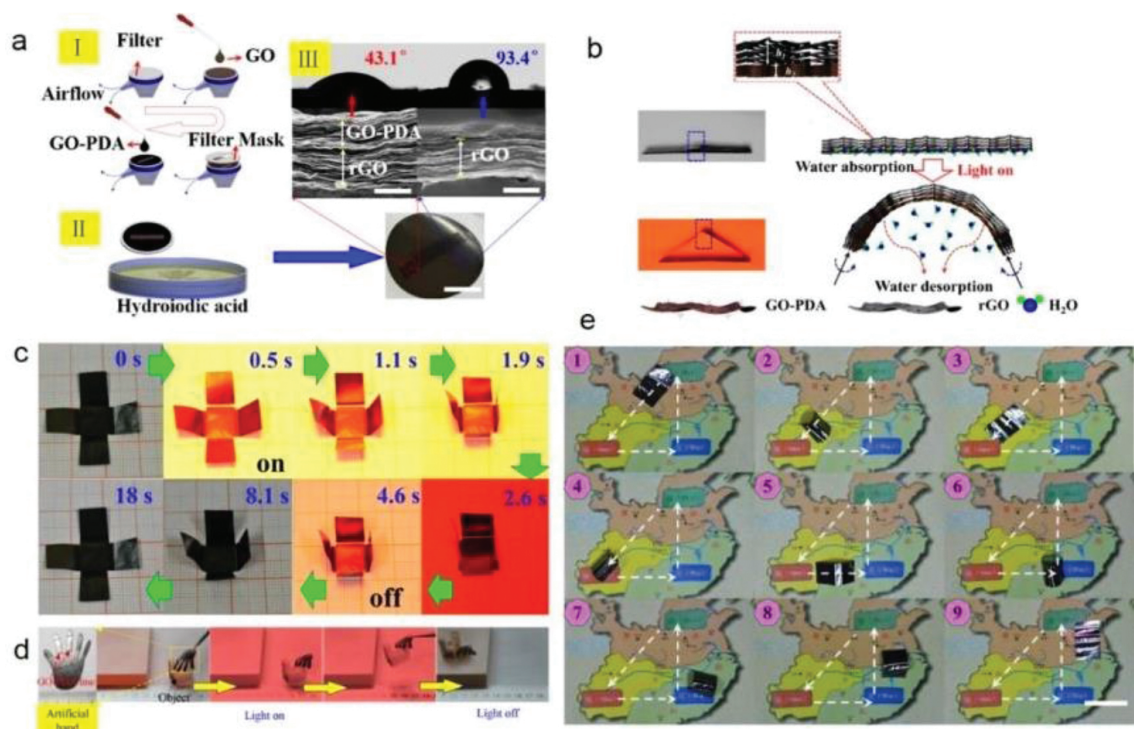 a
I
Filter
GO
Airflow
GO-PDA
Filter Mask
II
Hydroiodic acid
III
43.1°
93.4°
GO-PDA
rGO
rGO
b
Water absorption
Light on
Water desorption
GO-PDA
rGO
H₂O
c
0 s
0.5 s
1.1 s
1.9 s
on
18 s
8.1 s
4.6 s
2.6 s
off
d
Object
Artificial
hand
Light on
Light off
e
1
2
3
4
5
6
7
8
9